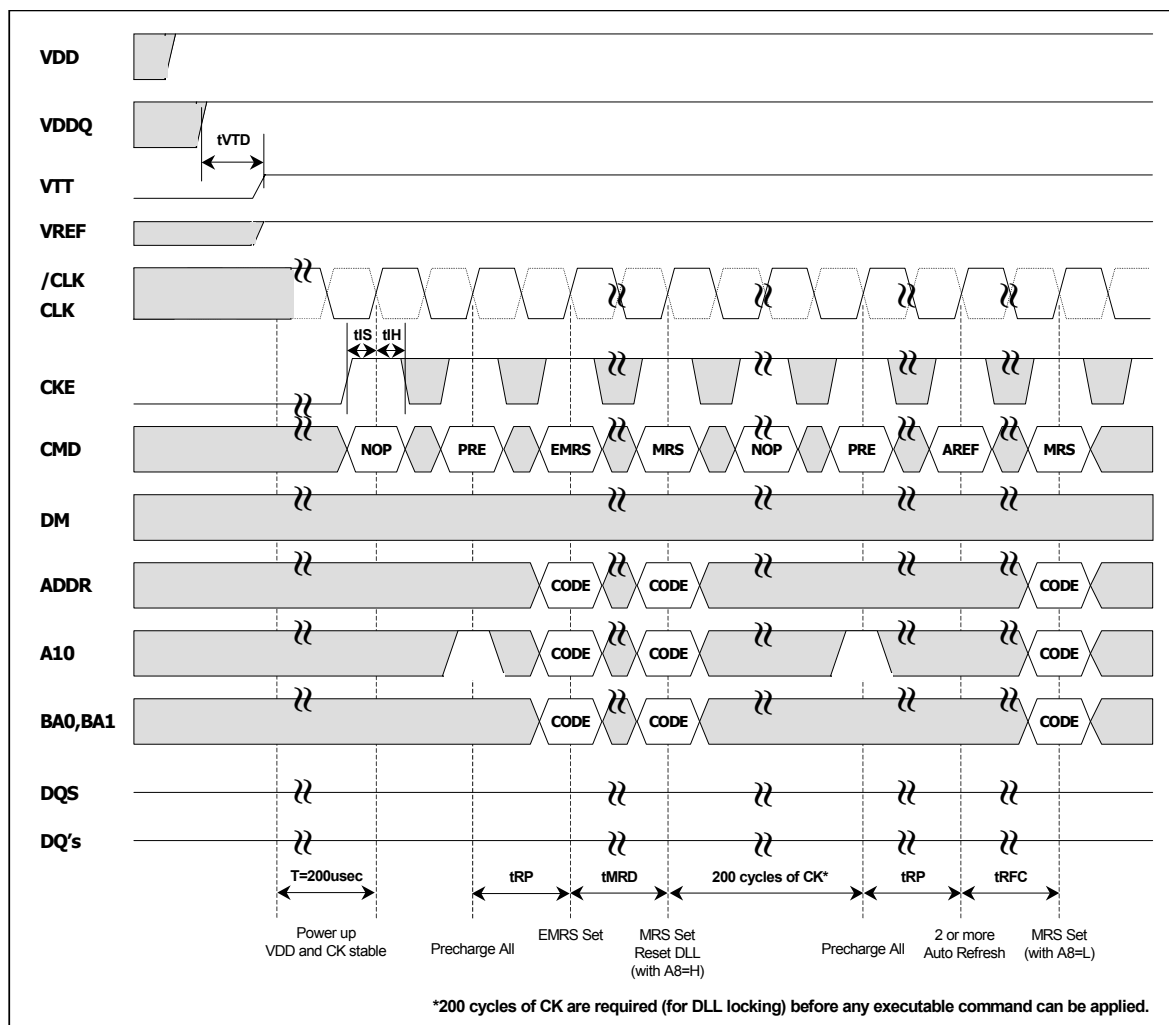 VDD
VDDQ
tVTD
VTT
VREF
/CLK
CLK
tIS tIH
CKE
CMD NOP PRE EMRS MRS NOP PRE AREF MRS
DM
ADDR CODE CODE CODE
A10 CODE CODE CODE
BA0,BA1 CODE CODE CODE
DQS
DQ's
T=200usec tRP tMRD 200 cycles of CK* tRP tRFC
Power up
VDD and CK stable
Precharge All
EMRS Set
MRS Set
Reset DLL
(with A8=H)
Precharge All
2 or more
Auto Refresh
MRS Set
(with A8=L)
*200 cycles of CK are required (for DLL locking) before any executable command can be applied.